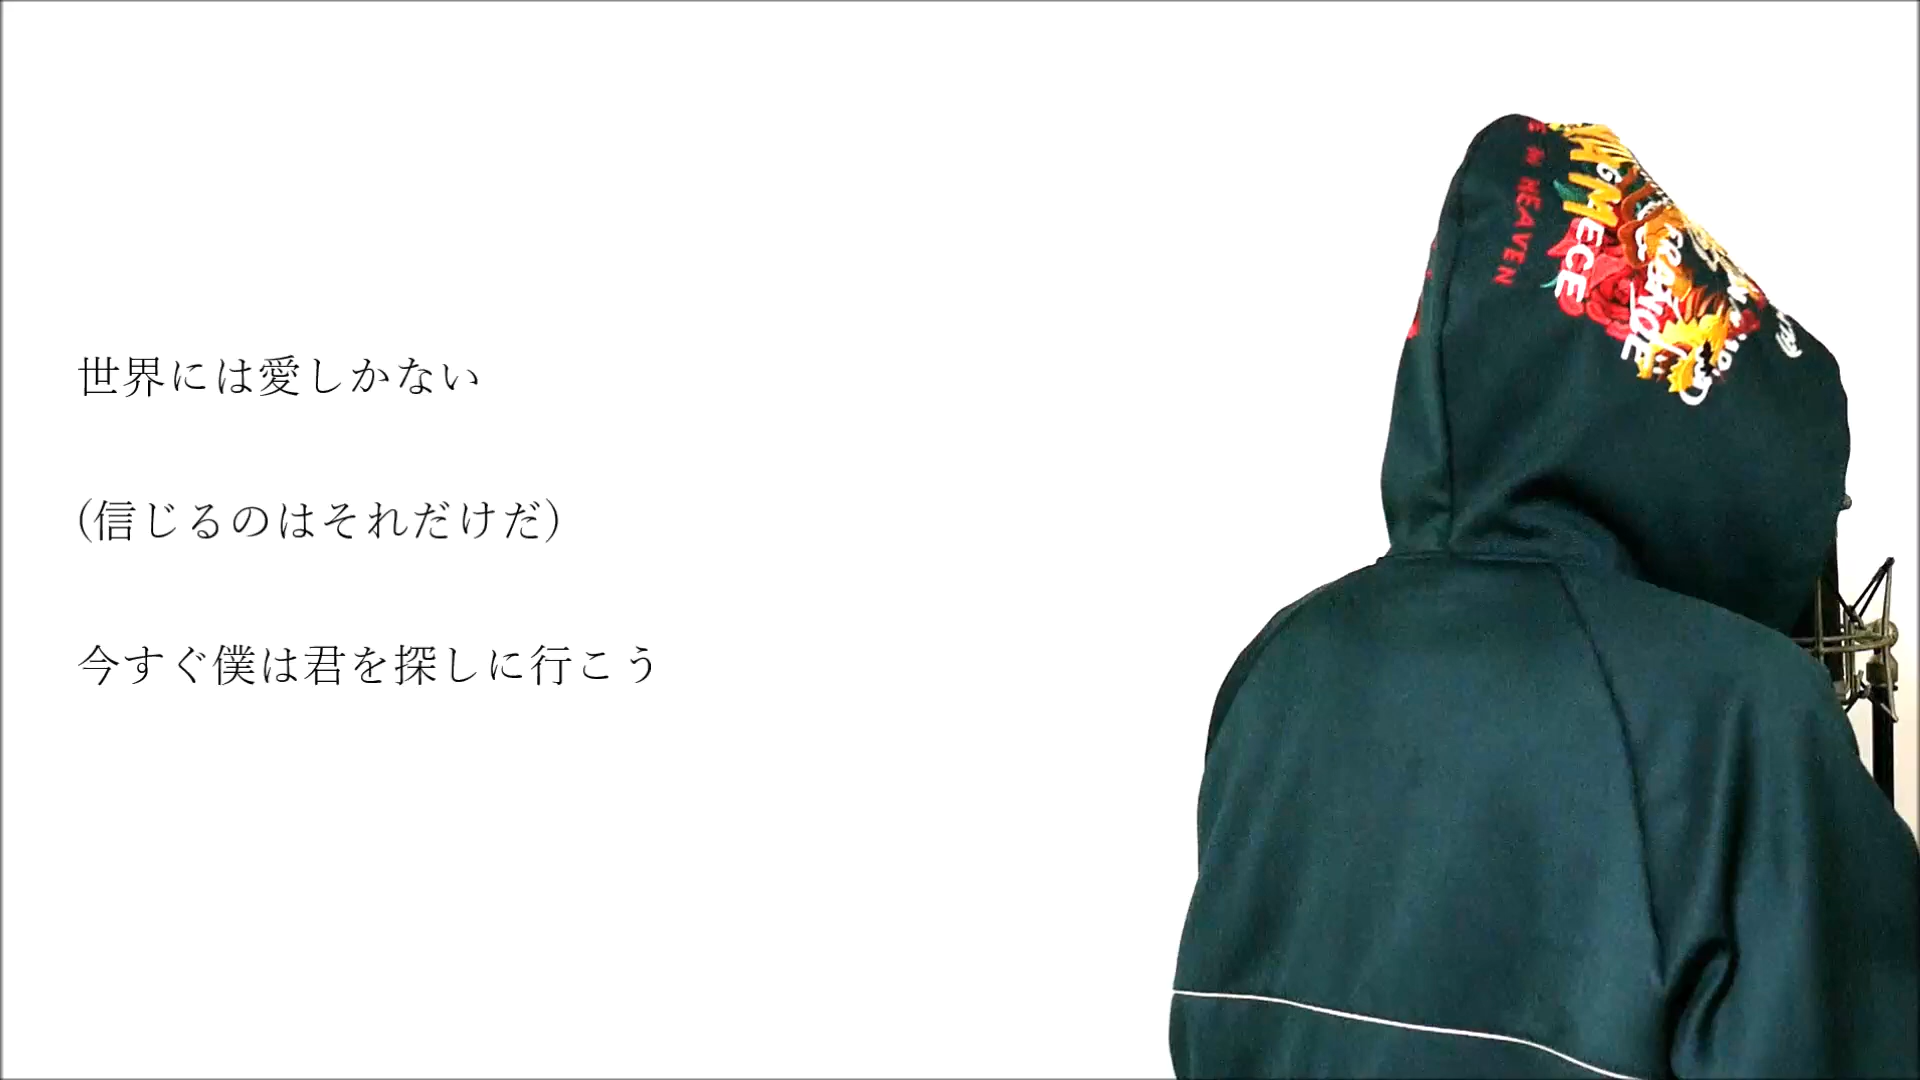 世界には愛しかない
(信じるのはそれだけだ)
今すぐ僕は君を探しに行こう
HEAVEN
MECE